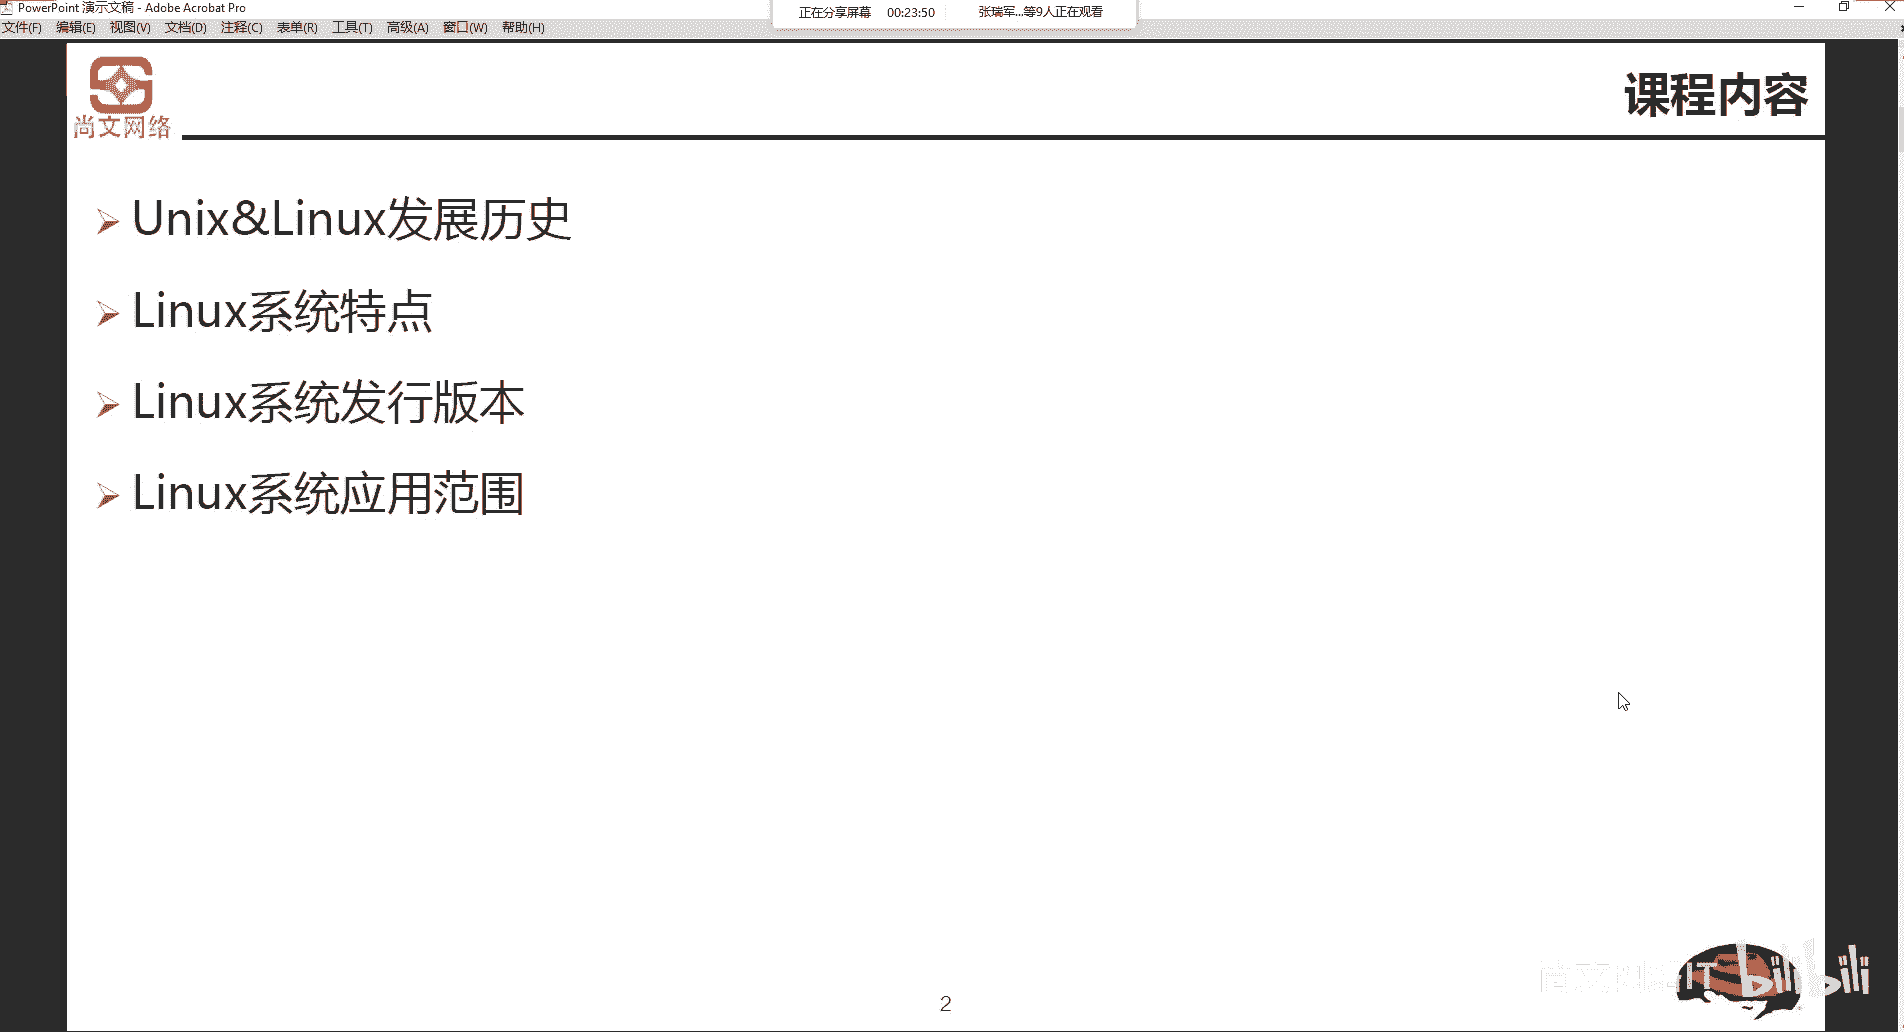 PowerPoint 演示文稿 - Adobe Acrobat Pro
正在分享屏幕 00:23:50 张瑞军...等9人正在观看
文件(F) 编辑(E) 视图(V) 文档(D) 注释(C) 表单(R) 工具(T) 高级(A) 窗口(W) 帮助(H)
尚文网络
课程内容
Unix&Linux发展历史
Linux系统特点
Linux系统发行版本
Linux系统应用范围
尚文网络IT bilibili
2